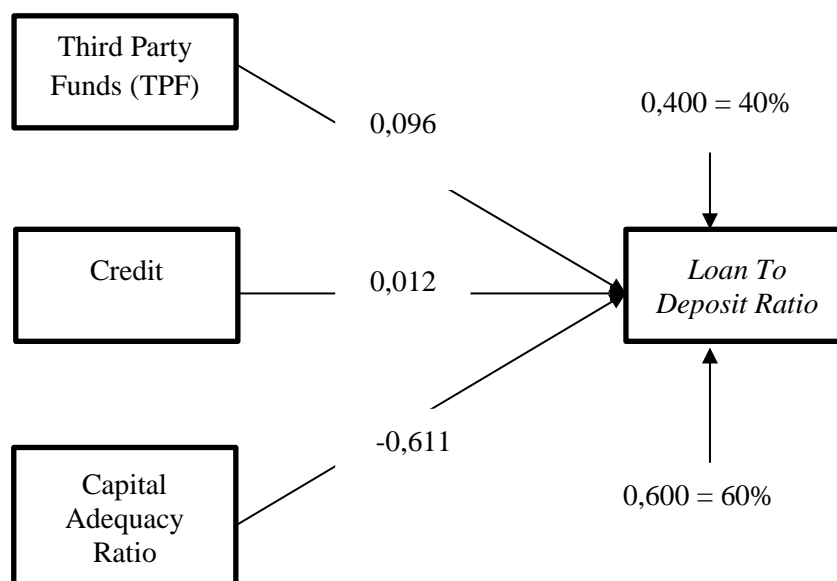 Third Party
Funds (TPF)
0,096
0,400 = 40%
Credit
0,012
Loan To
Deposit Ratio
-0,611
Capital
Adequacy
Ratio
0,600 = 60%